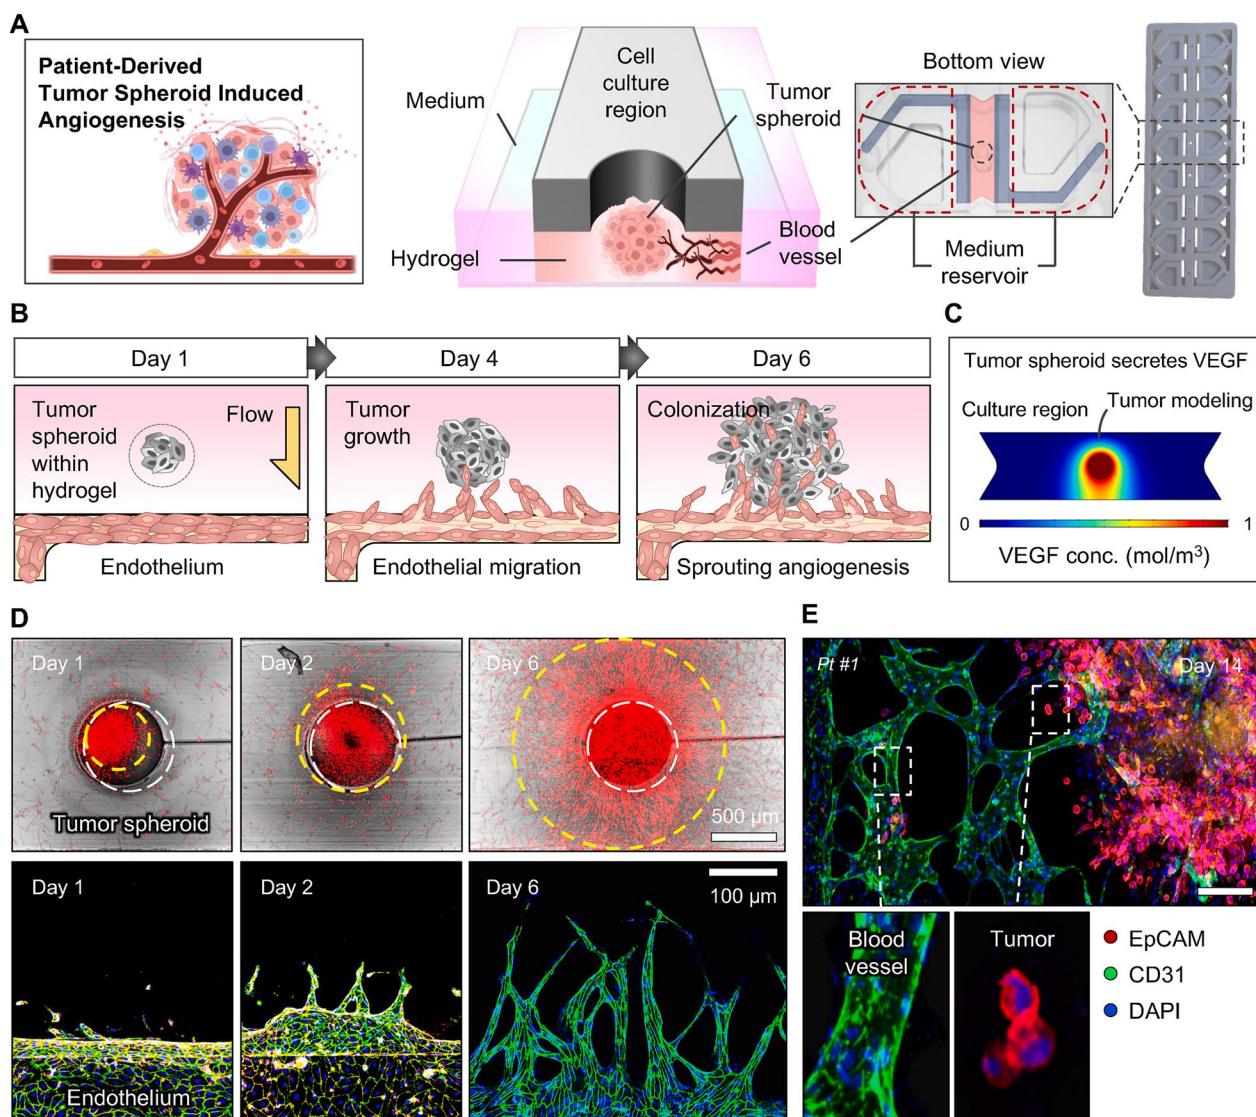 A
Patient-Derived
Tumor Spheroid Induced
Angiogenesis
Medium
Cell
culture
region
Tumor
spheroid
Hydrogel
Blood
vessel
Bottom view
Medium
reservoir
B
Day 1
Day 4
Day 6
Tumor
spheroid
within
hydrogel
Flow
Endothelium
Tumor
growth
Endothelial migration
Colonization
Sprouting angiogenesis
C
Tumor spheroid secretes VEGF
Culture region
Tumor modeling
0
1
VEGF conc. (mol/m³)
D
Day 1
Tumor spheroid
Day 2
Day 6
500 µm
Day 1
Endothelium
Day 2
Day 6
100 µm
E
Pt #1
Day 14
Blood
vessel
Tumor
EpCAM
CD31
DAPI